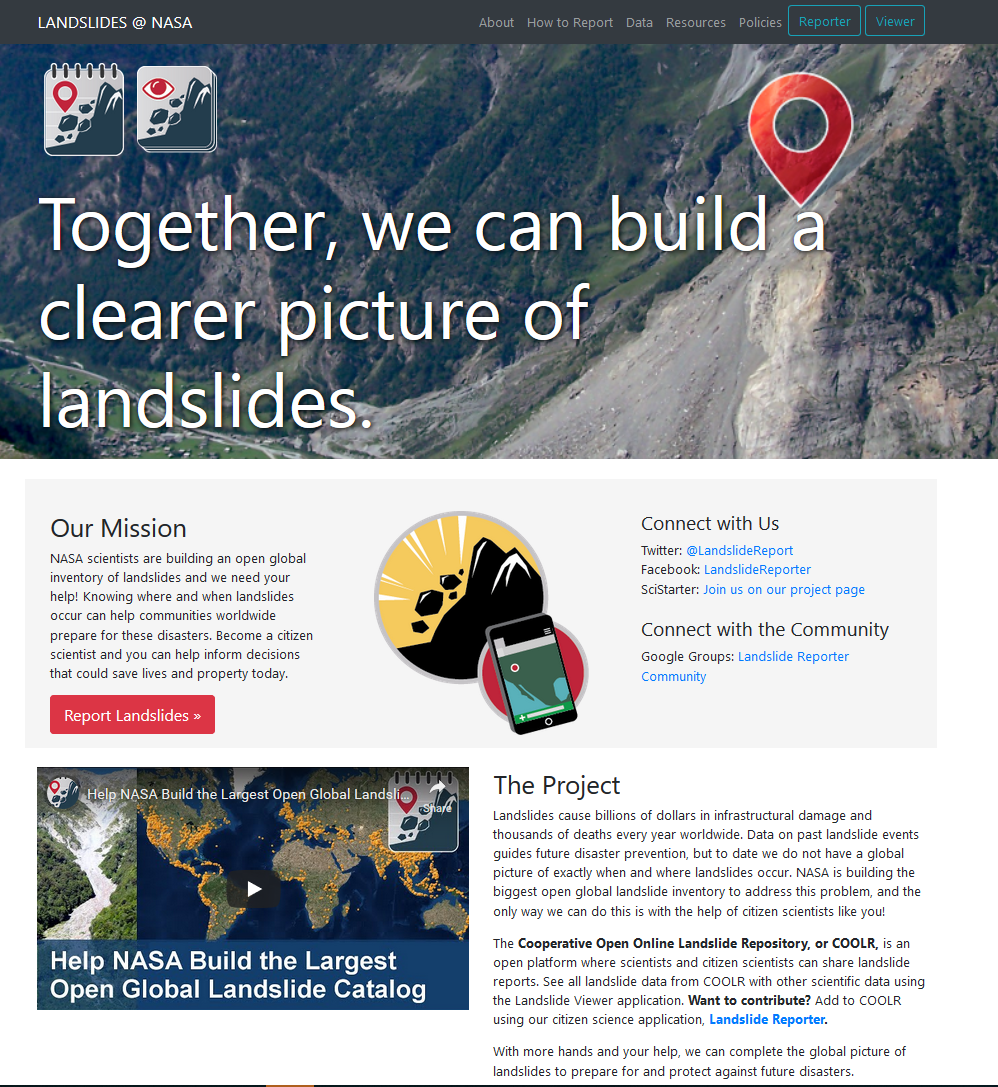 LANDSLIDES @ NASA
About How to Report Data Resources Policies Reporter Viewer
Together, we can build a
clearer picture of
landslides.
Our Mission
NASA scientists are building an open global
inventory of landslides and we need your
help! Knowing where and when landslides
occur can help communities worldwide
prepare for these disasters. Become a citizen
scientist and you can help inform decisions
that could save lives and property today.
Report Landslides »
Connect with Us
Twitter: @LandslideReport
Facebook: LandslideReporter
SciStarter: Join us on our project page
Connect with the Community
Google Groups: Landslide Reporter
Community
Help NASA Build the Largest Open Global Landsli...
Share
Help NASA Build the Largest
Open Global Landslide Catalog
The Project
Landslides cause billions of dollars in infrastructural damage and
thousands of deaths every year worldwide. Data on past landslide events
guides future disaster prevention, but to date we do not have a global
picture of exactly when and where landslides occur. NASA is building the
biggest open global landslide inventory to address this problem, and the
only way we can do this is with the help of citizen scientists like you!
The Cooperative Open Online Landslide Repository, or COOLR, is an
open platform where scientists and citizen scientists can share landslide
reports. See all landslide data from COOLR with other scientific data using
the Landslide Viewer application. Want to contribute? Add to COOLR
using our citizen science application, Landslide Reporter.
With more hands and your help, we can complete the global picture of
landslides to prepare for and protect against future disasters.